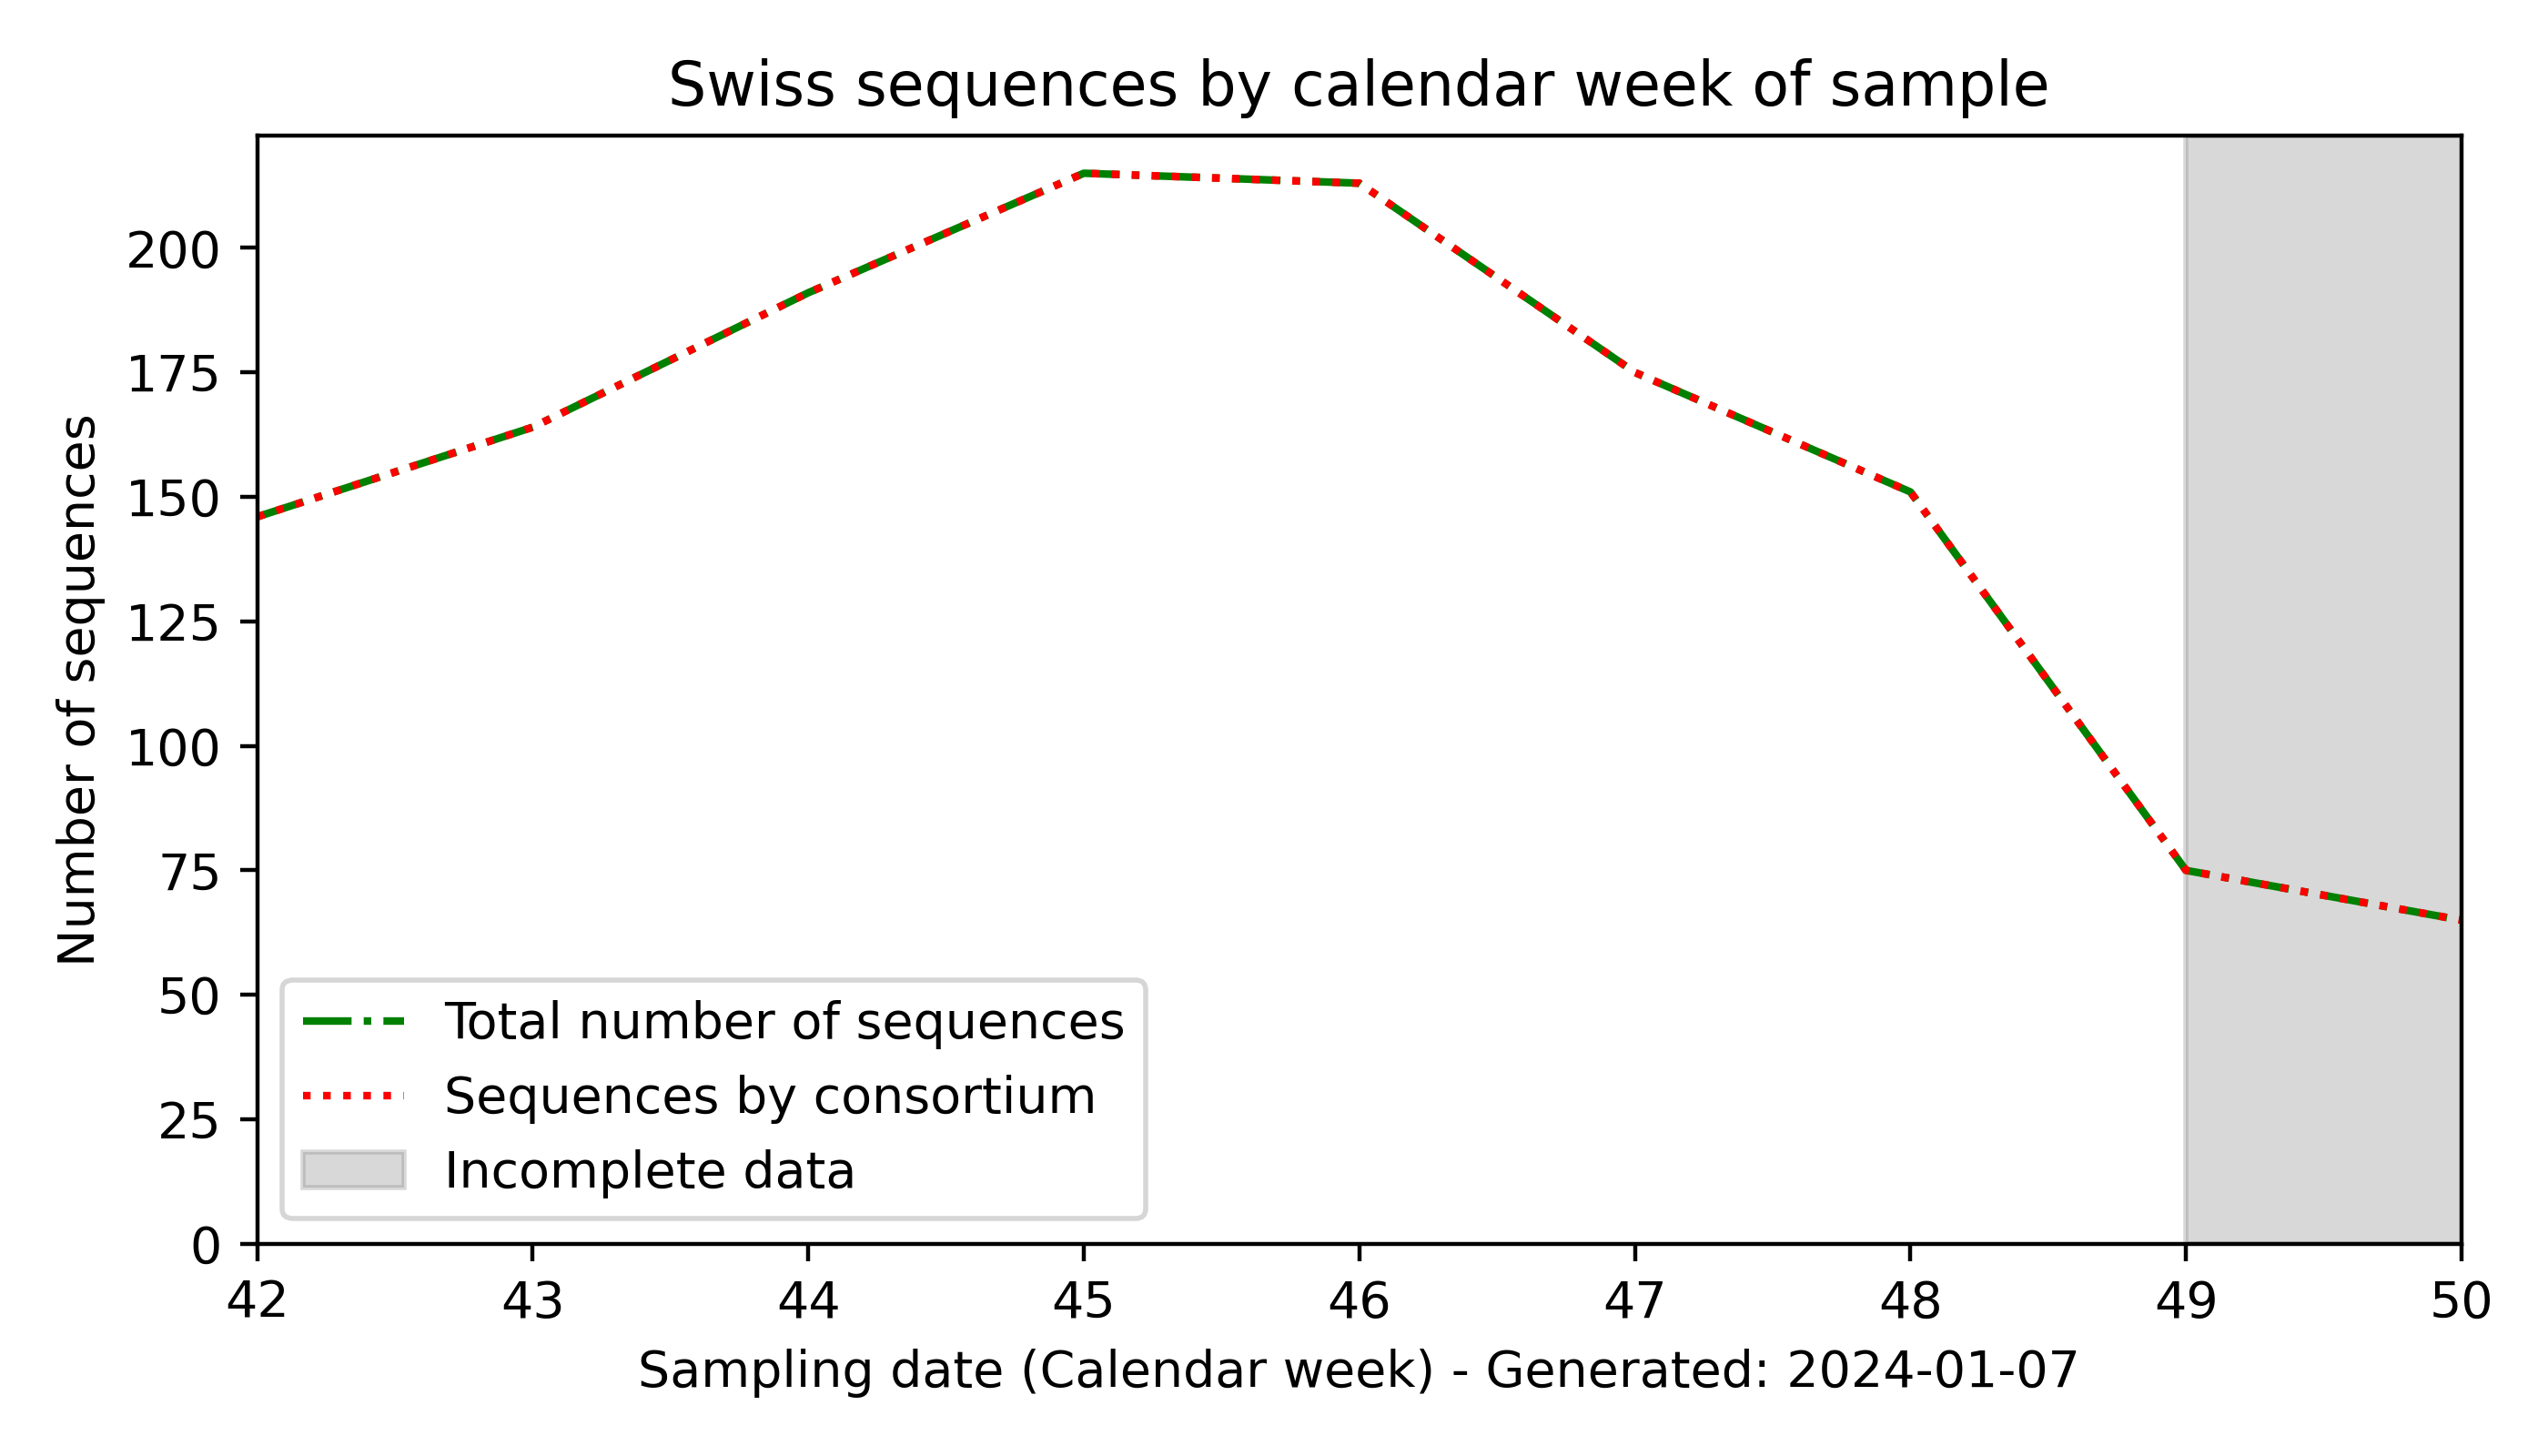 Swiss sequences by calendar week of sample
Number of sequences
200
175
150
125
100
75
50
25
0
Total number of sequences
Sequences by consortium
Incomplete data
42 43 44 45 46 47 48 49 50
Sampling date (Calendar week) - Generated: 2024-01-07